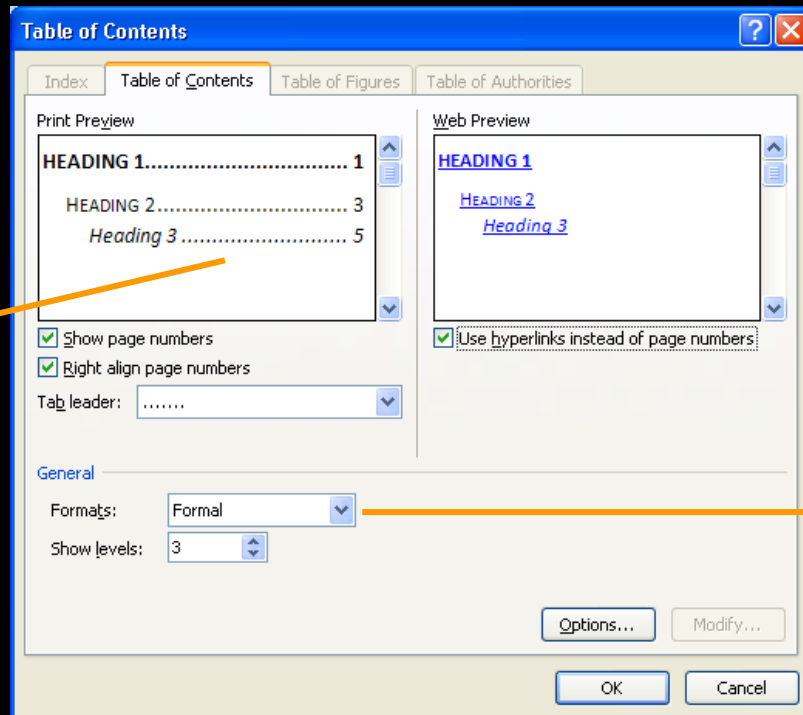 Table of Contents
Index Table of Contents Table of Figures Table of Authorities
Print Preview
HEADING 1................................ 1
HEADING 2............................. 3
Heading 3 .......................... 5
Show page numbers
Right align page numbers
Tab leader: .......
Web Preview
HEADING 1
HEADING 2
Heading 3
Use hyperlinks instead of page numbers
General
Formats: Formal
Show levels: 3
Options... Modify...
OK Cancel